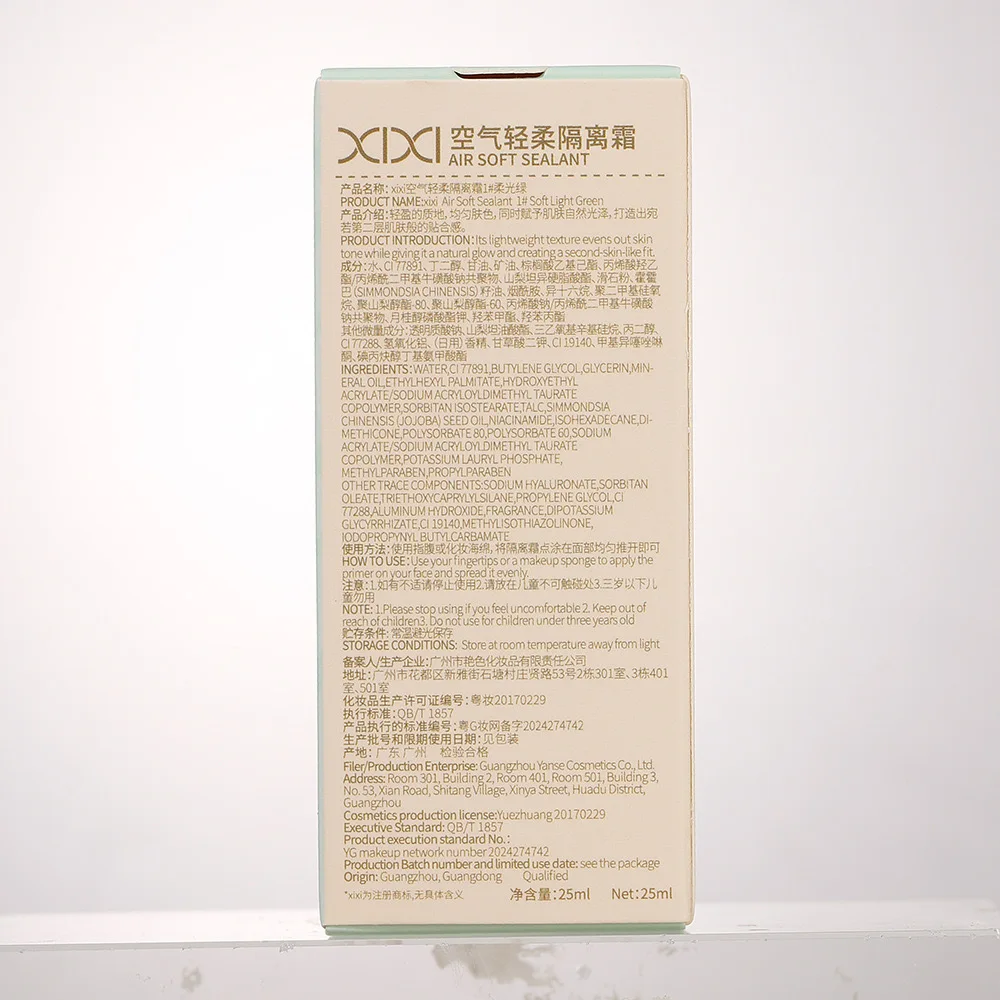 XIXI 空气轻柔隔离霜
AIR SOFT SEALANT
产品名称：xixi空气轻柔隔离霜1#柔光绿
PRODUCT NAME:xixi Air Soft Sealant 1# Soft Light Green
产品介绍：轻盈的质地，均匀肤色，同时赋予肌肤自然光泽，打造出宛
若第二层肌肤般的贴合感。
PRODUCT INTRODUCTION:Its lightweight texture evens out skin
tone while giving it a natural glow and creating a second-skin-like fit.
成分：水、CI 77891、丁二醇、甘油、矿油、棕榈酸乙基己酯、丙烯酸羟乙
酯/丙烯酰二甲基牛磺酸钠共聚物、山梨坦异硬脂酸酯、滑石粉、霍霍
巴 (SIMMONDSIA CHINENSIS) 籽油、烟酰胺、异十六烷、聚二甲基硅氧
烷、聚山梨醇酯-80、聚山梨醇酯-60、丙烯酸钠/丙烯酰二甲基牛磺酸
钠共聚物、月桂醇磷酸酯钾、羟苯甲酯、羟苯丙酯
其他微量成分：透明质酸钠、山梨坦油酸酯、三乙氧基辛基硅烷、丙二醇、
CI 77288、氢氧化铝、(日用) 香精、甘草酸二钾、CI 19140、甲基异噻唑啉
酮、碘丙炔醇丁基氨甲酸酯
INGREDIENTS:WATER,CI 77891,BUTYLENE GLYCOL,GLYCERIN,MIN-
ERAL OIL,ETHYLHEXYL PALMITATE,HYDROXYETHYL
ACRYLATE/SODIUM ACRYLOYLDIMETHYL TAURATE
COPOLYMER,SORBITAN ISOSTEARATE,TALC,SIMMONDSIA
CHINENSIS (JOJOBA) SEED OIL,NIACINAMIDE,ISOHEXADECANE,DI-
METHICONE,POLYSORBATE 80,POLYSORBATE 60,SODIUM
ACRYLATE/SODIUM ACRYLOYLDIMETHYL TAURATE
COPOLYMER,POTASSIUM LAURYL PHOSPHATE,
METHYLPARABEN,PROPYLPARABEN
OTHER TRACE COMPONENTS:SODIUM HYALURONATE,SORBITAN
OLEATE,TRIETHOXYCAPRYLYLSILANE,PROPYLENE GLYCOL,CI
77288,ALUMINUM HYDROXIDE,FRAGRANCE,DIPOTASSIUM
GLYCYRRHIZATE,CI 19140,METHYLISOTHIAZOLINONE,
IODOPROPYNYL BUTYLCARBAMATE
使用方法：使用指腹或化妆海绵，将隔离霜点涂在面部均匀推开即可
HOW TO USE:Use your fingertips or a makeup sponge to apply the
primer on your face and spread it evenly.
注意：1.如有不适请停止使用2.请放在儿童不可触碰处3.三岁以下儿
童勿用
NOTE: 1.Please stop using if you feel uncomfortable 2. Keep out of
reach of children3. Do not use for children under three years old
贮存条件: 常温避光保存
STORAGE CONDITIONS: Store at room temperature away from light
备案人/生产企业：广州市艳色化妆品有限责任公司
地址：广州市花都区新雅街石塘村庄贤路53号2栋301室、3栋401
室、501室
化妆品生产许可证编号：粤妆20170229
执行标准：QB/T 1857
产品执行的标准编号：粤G妆网备字2024274742
生产批号和限期使用日期：见包装
产地：广东 广州 检验合格
Filer/Production Enterprise: Guangzhou Yanse Cosmetics Co., Ltd.
Address: Room 301, Building 2, Room 401, Room 501, Building 3,
No. 53, Xian Road, Shitang Village, Xinya Street, Huadu District,
Guangzhou
Cosmetics production license:Yuezhuang 20170229
Executive Standard: QB/T 1857
Product execution standard No.:
YG makeup network number 2024274742
Production Batch number and limited use date: see the package
Origin: Guangzhou, Guangdong Qualified
*xixi为注册商标,无具体含义 净含量：25ml Net：25ml